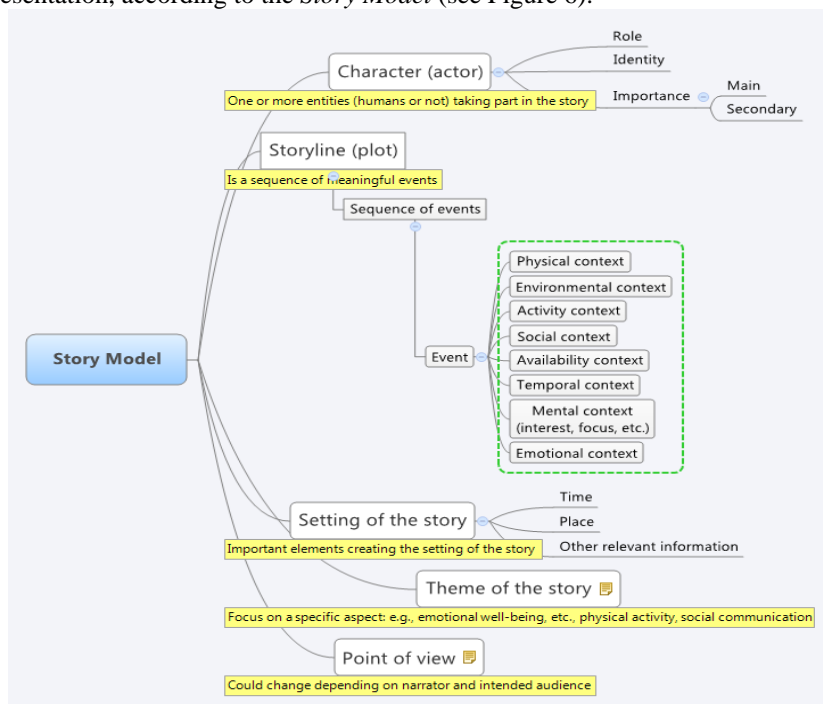 esentation, according to the Story Model (see Figure 6).
Role
Character (actor)
Identity
One or more entities (humans or not) taking part in the story
Importance
Main
Secondary
Storyline (plot)
Is a sequence of meaningful events
Sequence of events
Physical context
Environmental context
Activity context
Social context
Story Model
Event
Availability context
Temporal context
Mental context
(interest, focus, etc.)
Emotional context
Setting of the story
Time
Place
Important elements creating the setting of the story
Other relevant information
Theme of the story
Focus on a specific aspect: e.g., emotional well-being, etc., physical activity, social communication
Point of view
Could change depending on narrator and intended audience